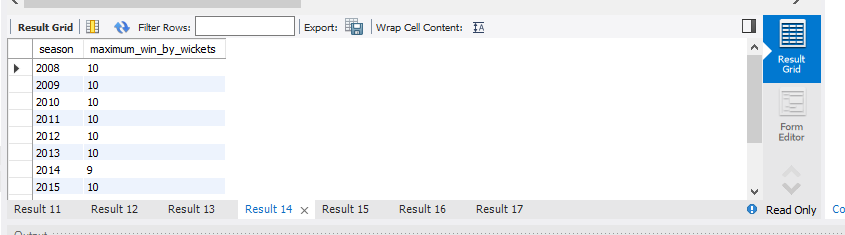 Result Grid Filter Rows: Export: Wrap Cell Content: IA
season maximum_win_by_wickets
2008 10
2009 10
2010 10
2011 10
2012 10
2013 10
2014 9
2015 10
Result
Grid
Form
Editor
Result 11 Result 12 Result 13 Result 14 × Result 15 Result 16 Result 17 Read Only Co
Output